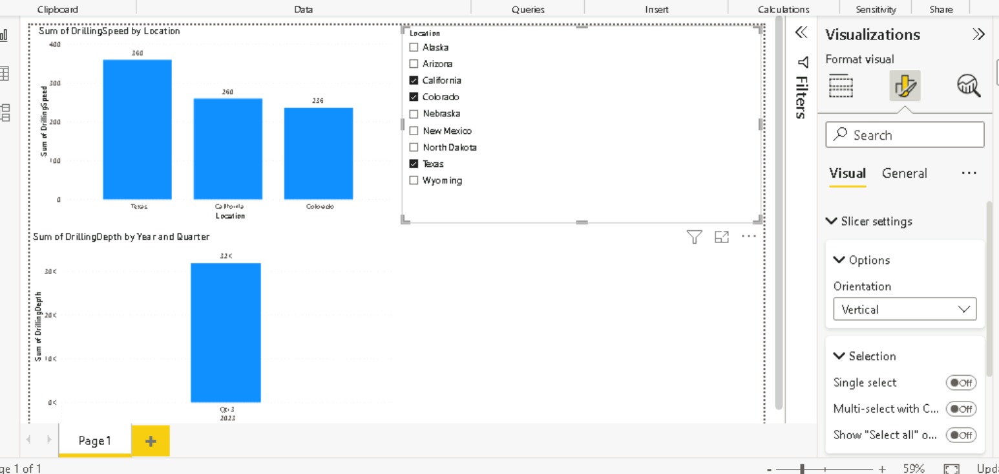 Clipboard Data Queries Insert Calculations Sensitivity Share
Sum of DrillingSpeed by Location
400
300
200
100
0
Sum of DrillingSpeed
360
260
236
Texas California Colorado
Location
Location
Alaska
Arizona
California
Colorado
Nebraska
New Mexico
North Dakota
Texas
Wyoming
Sum of DrillingDepth by Year and Quarter
30K
20K
10K
0K
Sum of DrillingDepth
32K
Qtr 3
2023
Filters
Visualizations
Format visual
Search
Visual General ...
Slicer settings
Options
Orientation
Vertical
Selection
Single select Off
Multi-select with C... Off
Show "Select all" o... Off
Page1 +
ge 1 of 1 - + 59% Upd